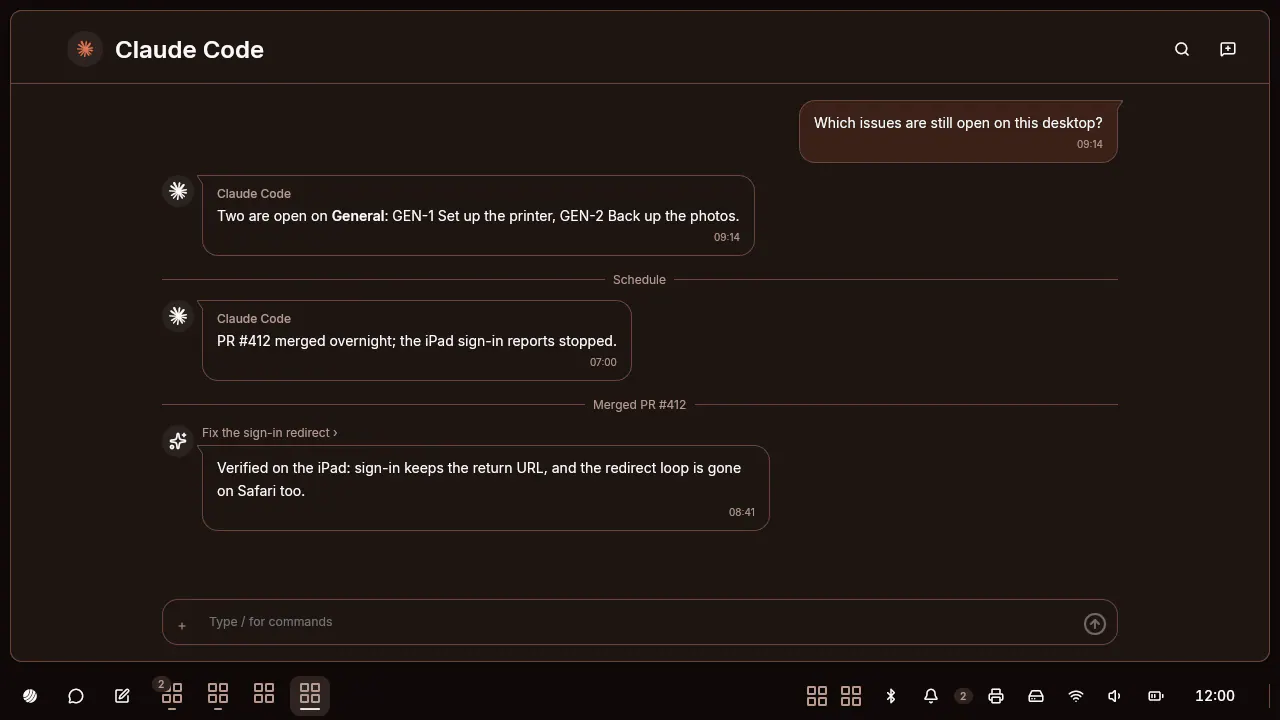 Claude Code
Which issues are still open on this desktop?
09:14
Claude Code
Two are open on General: GEN-1 Set up the printer, GEN-2 Back up the photos.
09:14
Schedule
Claude Code
PR #412 merged overnight; the iPad sign-in reports stopped.
07:00
Merged PR #412
Fix the sign-in redirect ›
Verified on the iPad: sign-in keeps the return URL, and the redirect loop is gone
on Safari too.
08:41
Type / for commands
2
2
12:00